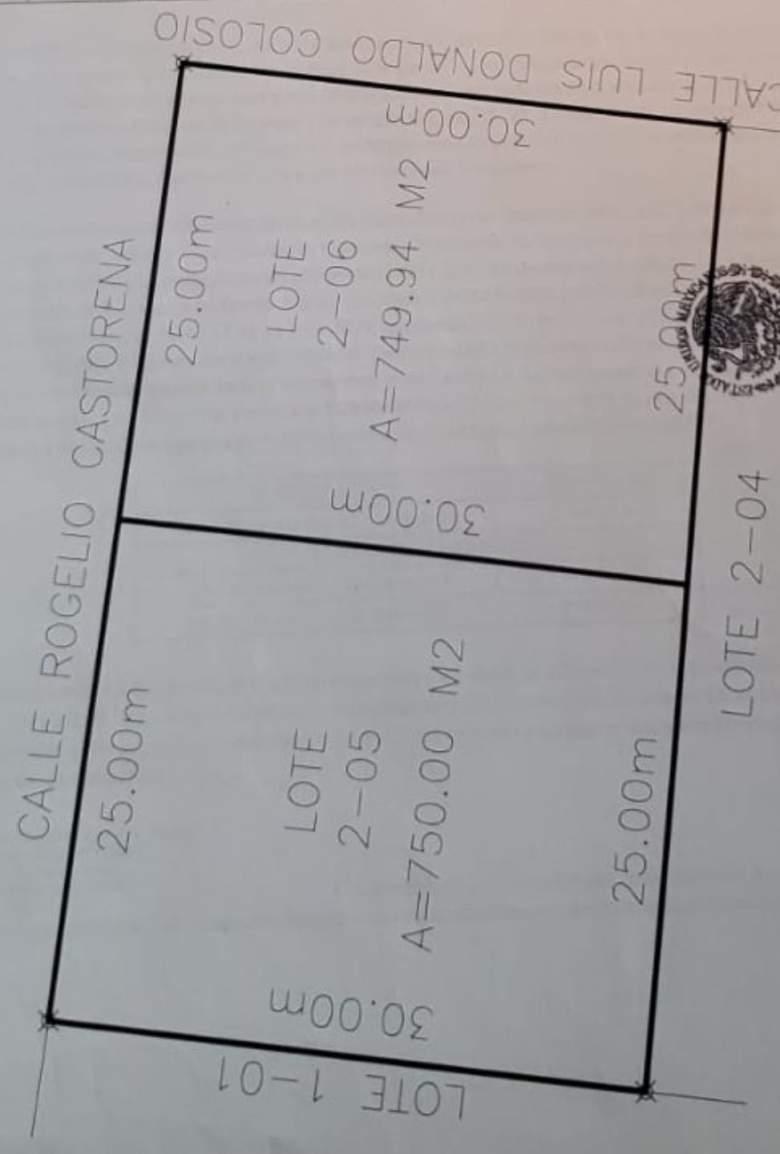 CALLE LUIS DONALDO COLOSIO
30.00m
CALLE ROGELIO CASTORENA
25.00m
LOTE
2-06
A=749.94 M2
25.00m
30.00m
25.00m
LOTE
2-05
A=750.00 M2
25.00m
LOTE 2-04
30.00m
LOTE 1-01